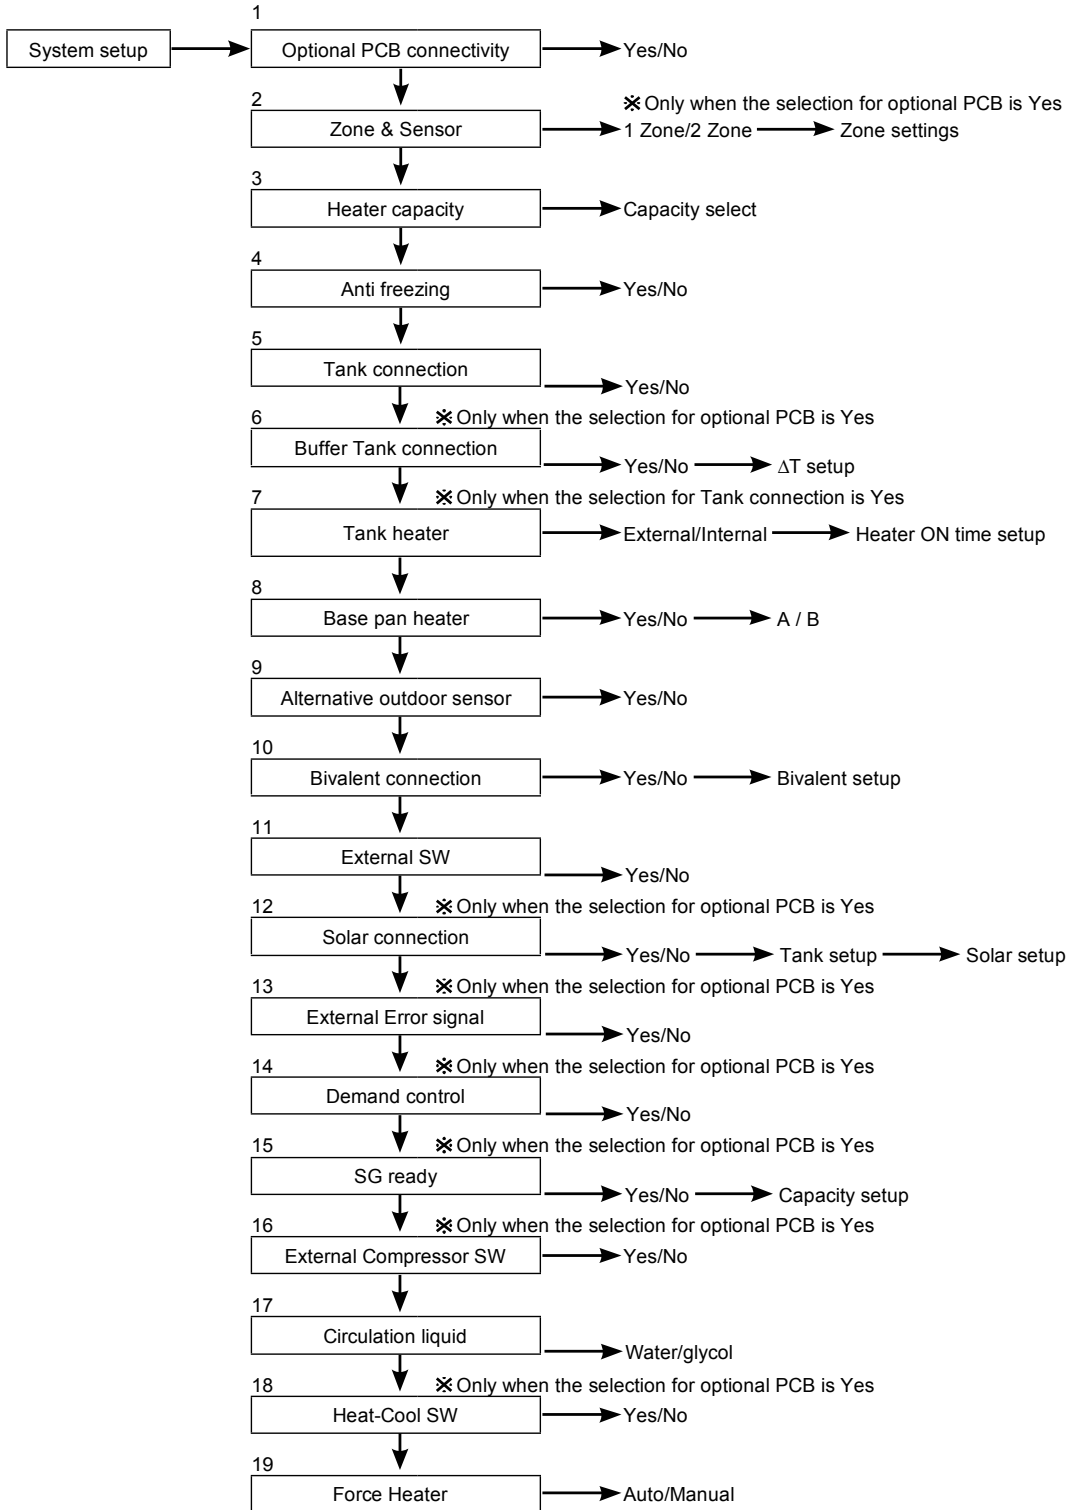 1
System setup
Optional PCB connectivity
Yes/No
2
※ Only when the selection for optional PCB is Yes
Zone & Sensor
1 Zone/2 Zone
Zone settings
3
Heater capacity
Capacity select
4
Anti freezing
Yes/No
5
Tank connection
Yes/No
※ Only when the selection for optional PCB is Yes
6
Buffer Tank connection
Yes/No
ΔT setup
※ Only when the selection for Tank connection is Yes
7
Tank heater
External/Internal
Heater ON time setup
8
Base pan heater
Yes/No
A / B
9
Alternative outdoor sensor
Yes/No
10
Bivalent connection
Yes/No
Bivalent setup
11
External SW
Yes/No
12
※ Only when the selection for optional PCB is Yes
Solar connection
Yes/No
Tank setup
Solar setup
13
※ Only when the selection for optional PCB is Yes
External Error signal
Yes/No
14
※ Only when the selection for optional PCB is Yes
Demand control
Yes/No
15
※ Only when the selection for optional PCB is Yes
SG ready
Yes/No
Capacity setup
16
※ Only when the selection for optional PCB is Yes
External Compressor SW
Yes/No
17
Circulation liquid
Water/glycol
18
※ Only when the selection for optional PCB is Yes
Heat-Cool SW
Yes/No
19
Force Heater
Auto/Manual